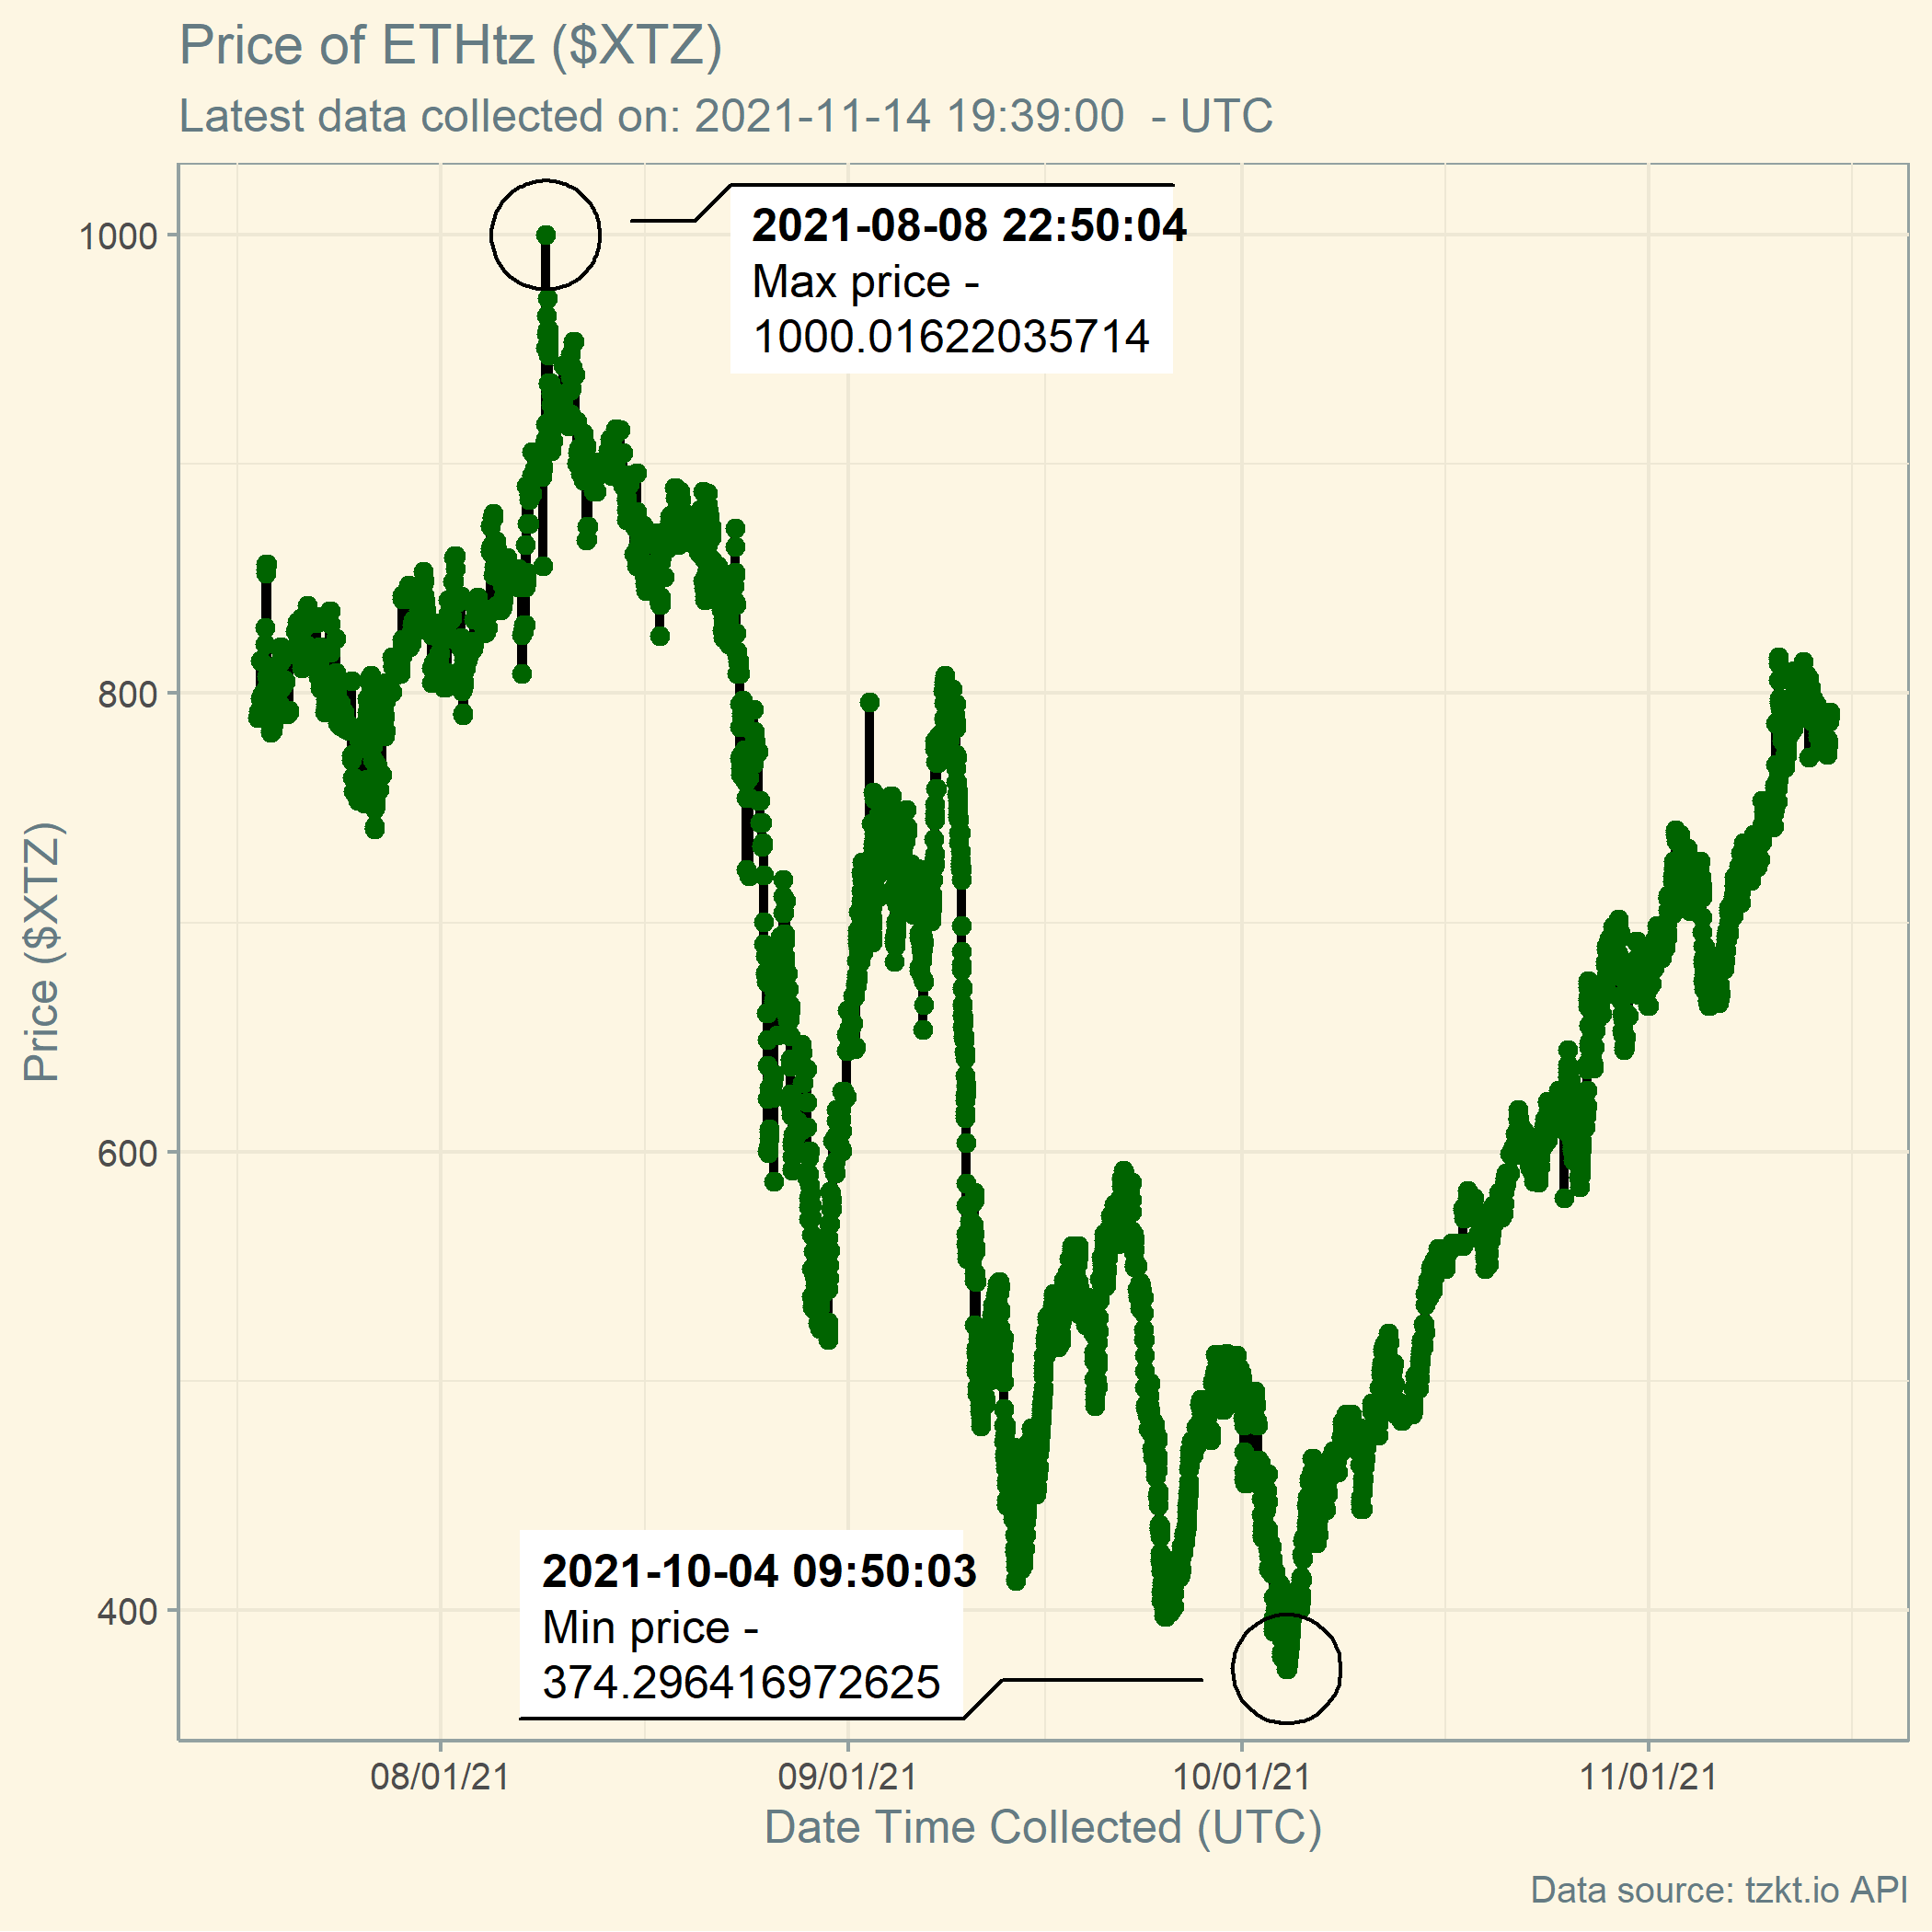 Price of ETHtz ($XTZ)
Latest data collected on: 2021-11-14 19:39:00  - UTC
2021-08-08 22:50:04
Max price -
1000.01622035714
1000
800
600
400
Price ($XTZ)
2021-10-04 09:50:03
Min price -
374.296416972625
08/01/21
09/01/21
10/01/21
11/01/21
Date Time Collected (UTC)
Data source: tzkt.io API